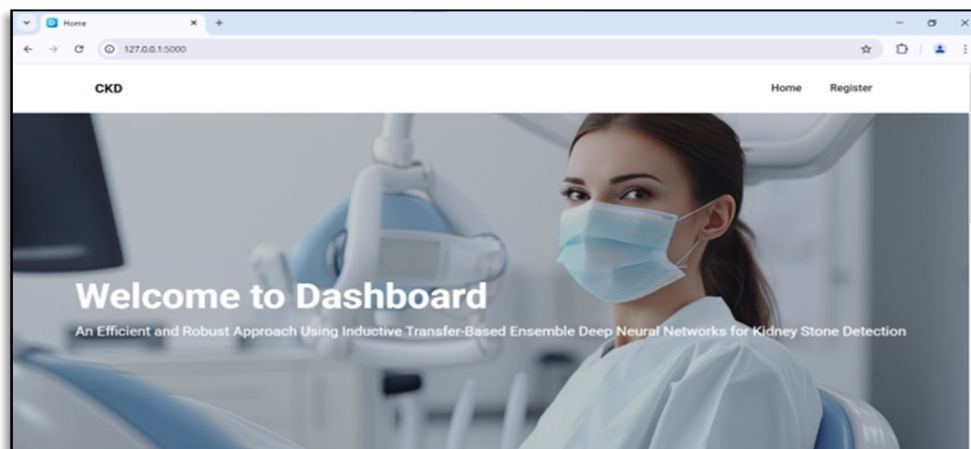 Home
127.0.0.1:5000
CKD
Home Register
Welcome to Dashboard
An Efficient and Robust Approach Using Inductive Transfer-Based Ensemble Deep Neural Networks for Kidney Stone Detection